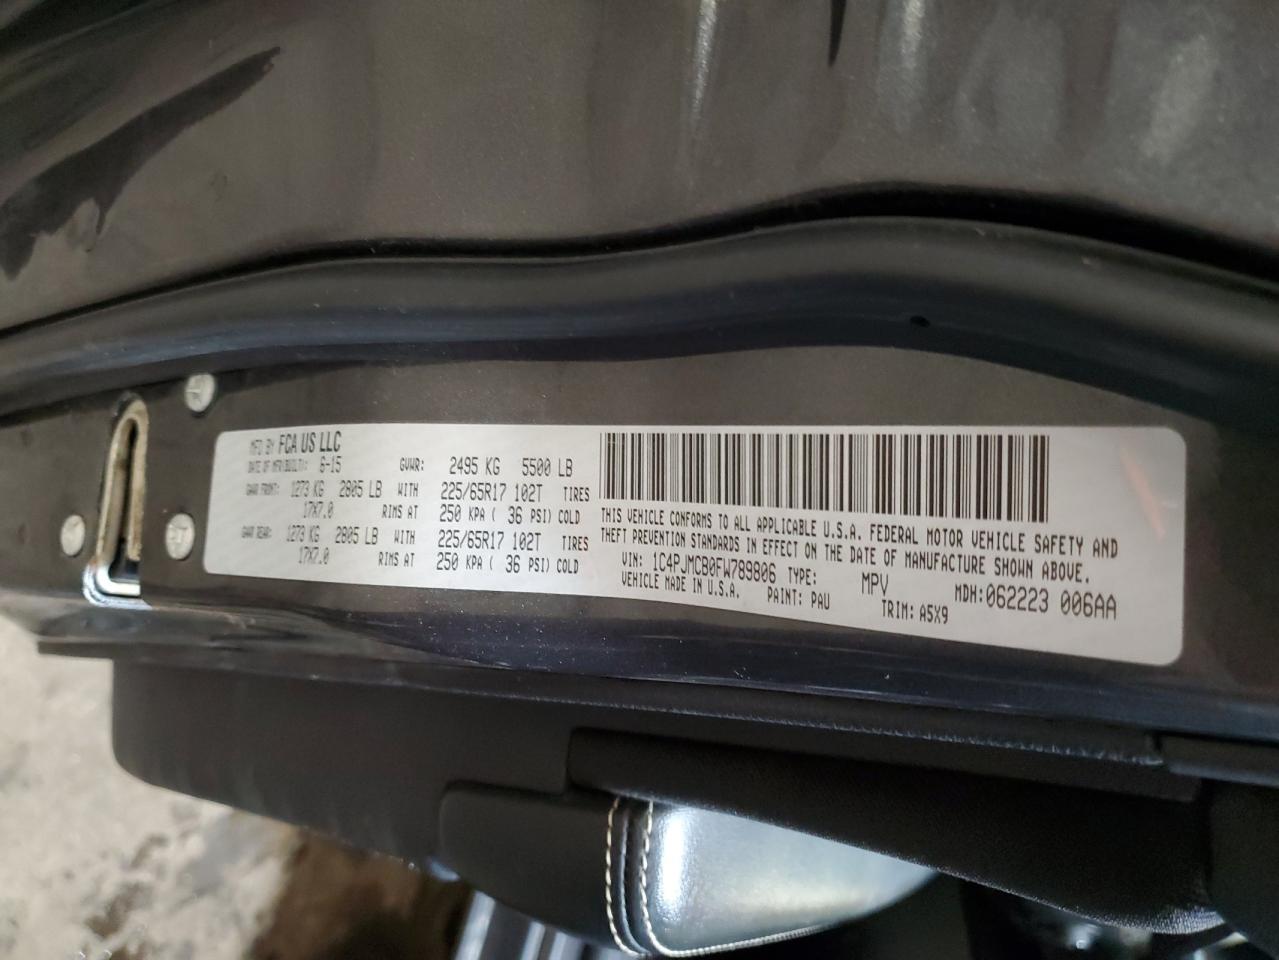 MFD BY FCA US LLC
DATE OF MFR(BUILT): 6-15 GVWR: 2495 KG 5500 LB
GAWR FRONT: 1273 KG 2805 LB WITH 225/65R17 102T TIRES
17X7.0 RIMS AT 250 KPA ( 36 PSI) COLD
GAWR REAR: 1273 KG 2805 LB WITH 225/65R17 102T TIRES
17X7.0 RIMS AT 250 KPA ( 36 PSI) COLD
THIS VEHICLE CONFORMS TO ALL APPLICABLE U.S.A. FEDERAL MOTOR VEHICLE SAFETY AND
THEFT PREVENTION STANDARDS IN EFFECT ON THE DATE OF MANUFACTURE SHOWN ABOVE.
VIN: 1C4PJMCB0FW789806 TYPE: MPV MDH: 062223 006AA
VEHICLE MADE IN U.S.A. PAINT: PAU TRIM: A5X9